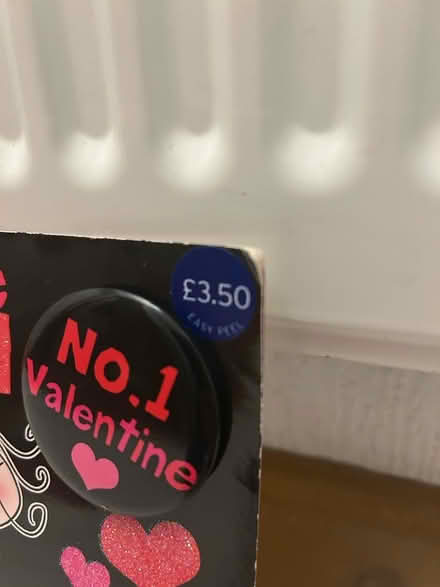 £3.50
EASY PEEL
No.1
Valentine